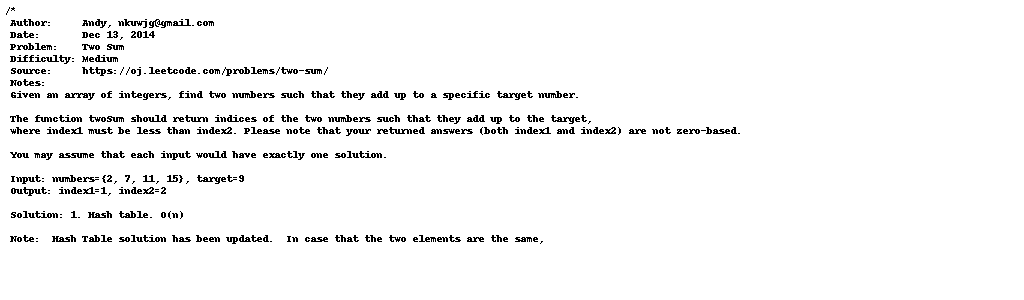 /*
Author: Andy, nkuwjg@gmail.com
Date: Dec 13, 2014
Problem: Two Sum
Difficulty: Medium
Source: https://oj.leetcode.com/problems/two-sum/
Notes:
Given an array of integers, find two numbers such that they add up to a specific target number.
The function twoSum should return indices of the two numbers such that they add up to the target,
where index1 must be less than index2. Please note that your returned answers (both index1 and index2) are not zero-based.
You may assume that each input would have exactly one solution.
Input: numbers={2, 7, 11, 15}, target=9
Output: index1=1, index2=2
Solution: 1. Hash table. O(n)
Note: Hash Table solution has been updated. In case that the two elements are the same,